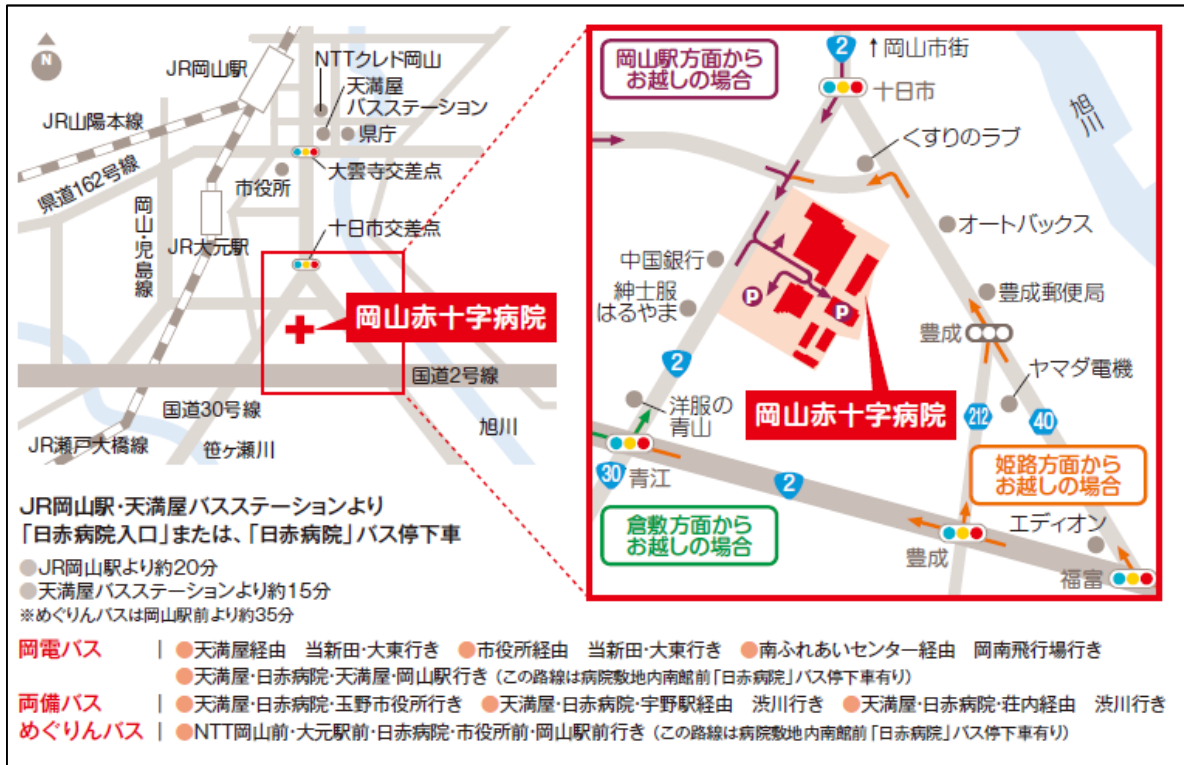 N
JR岡山駅
NTTクレド岡山
天満屋
バスステーション
県庁
JR山陽本線
県道162号線
市役所
大雲寺交差点
岡山・児島線
JR大元駅
十日市交差点
岡山赤十字病院
国道2号線
国道30号線
旭川
JR瀬戸大橋線
笹ヶ瀬川
岡山駅方面から
お越しの場合
2
↑岡山市街
十日市
旭川
くすりのラブ
オートバックス
中国銀行
紳士服
はるやま
P
P
豊成郵便局
豊成
ヤマダ電機
2
洋服の
青山
岡山赤十字病院
212
40
30
青江
2
姫路方面から
お越しの場合
倉敷方面から
お越しの場合
エディオン
豊成
福富
JR岡山駅・天満屋バスステーションより
「日赤病院入口」または、「日赤病院」バス停下車
●JR岡山駅より約20分
●天満屋バスステーションより約15分
※めぐりんバスは岡山駅前より約35分
岡電バス | ●天満屋経由 当新田・大東行き ●市役所経由 当新田・大東行き ●南ふれあいセンター経由 岡南飛行場行き
●天満屋・日赤病院・天満屋・岡山駅行き（この路線は病院敷地内南館前「日赤病院」バス停下車有り）
両備バス | ●天満屋・日赤病院・玉野市役所行き ●天満屋・日赤病院・宇野駅経由 渋川行き ●天満屋・日赤病院・荘内経由 渋川行き
めぐりんバス | ●NTT岡山前・大元駅前・日赤病院・市役所前・岡山駅前行き（この路線は病院敷地内南館前「日赤病院」バス停下車有り）